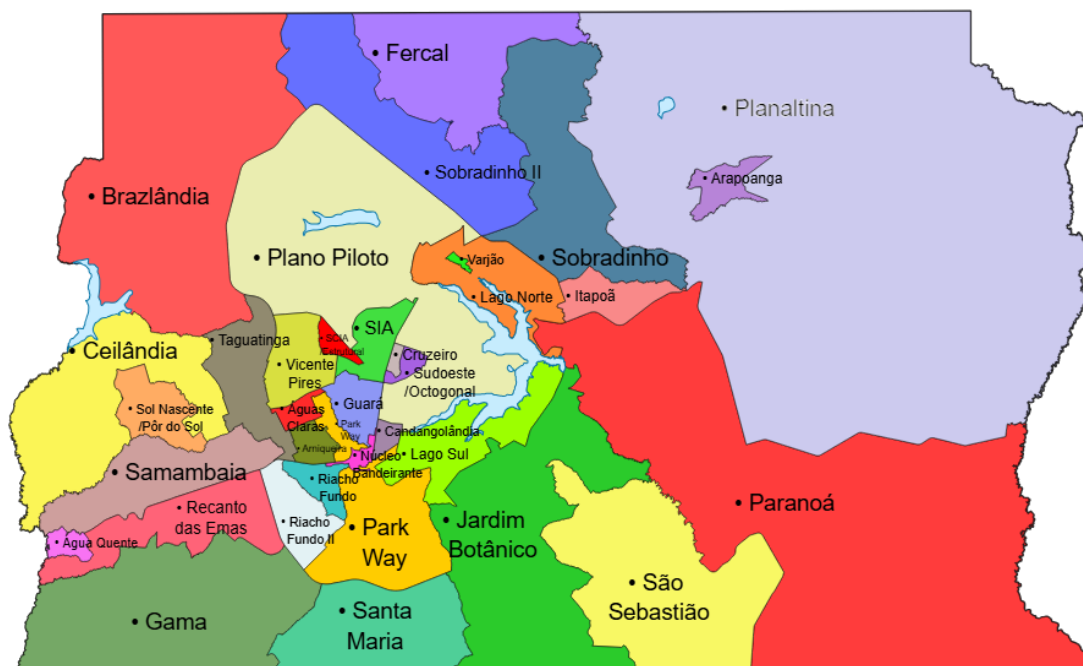 Fercal
Planaltina
Sobradinho II
Arapoanga
Brazlândia
Plano Piloto
Varjão
Sobradinho
Lago Norte
Itapoã
SIA
Taguatinga
SCIA
/Estrutural
Ceilândia
Cruzeiro
Vicente
Pires
Sudoeste
/Octogonal
Guará
Sol Nascente
/Pôr do Sol
Águas
Claras
Park
Way
Candangolândia
Arniqueira
Núcleo
Bandeirante
Lago Sul
Samambaia
Riacho
Fundo
Recanto
das Emas
Paranoá
Riacho
Fundo II
Park
Way
Jardim
Botânico
Água Quente
São
Sebastião
Gama
Santa
Maria